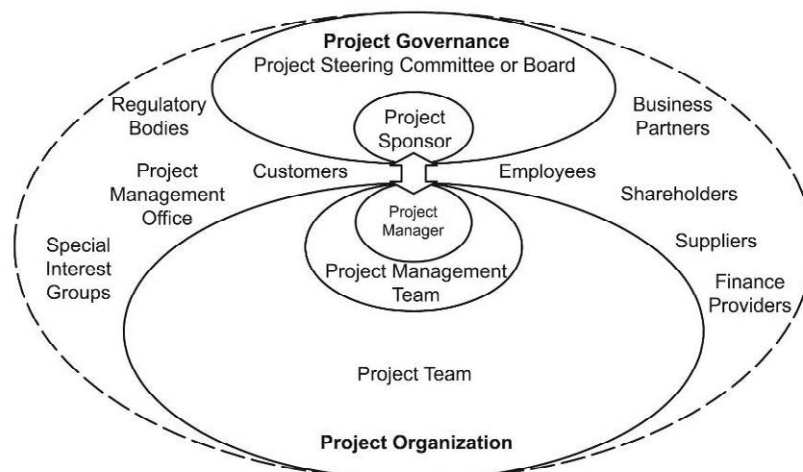 Project Governance
Project Steering Committee or Board
Regulatory
Bodies
Business
Partners
Project
Sponsor
Project
Management
Office
Customers
Employees
Shareholders
Project
Manager
Special
Interest
Groups
Suppliers
Project Management
Team
Finance
Providers
Project Team
Project Organization